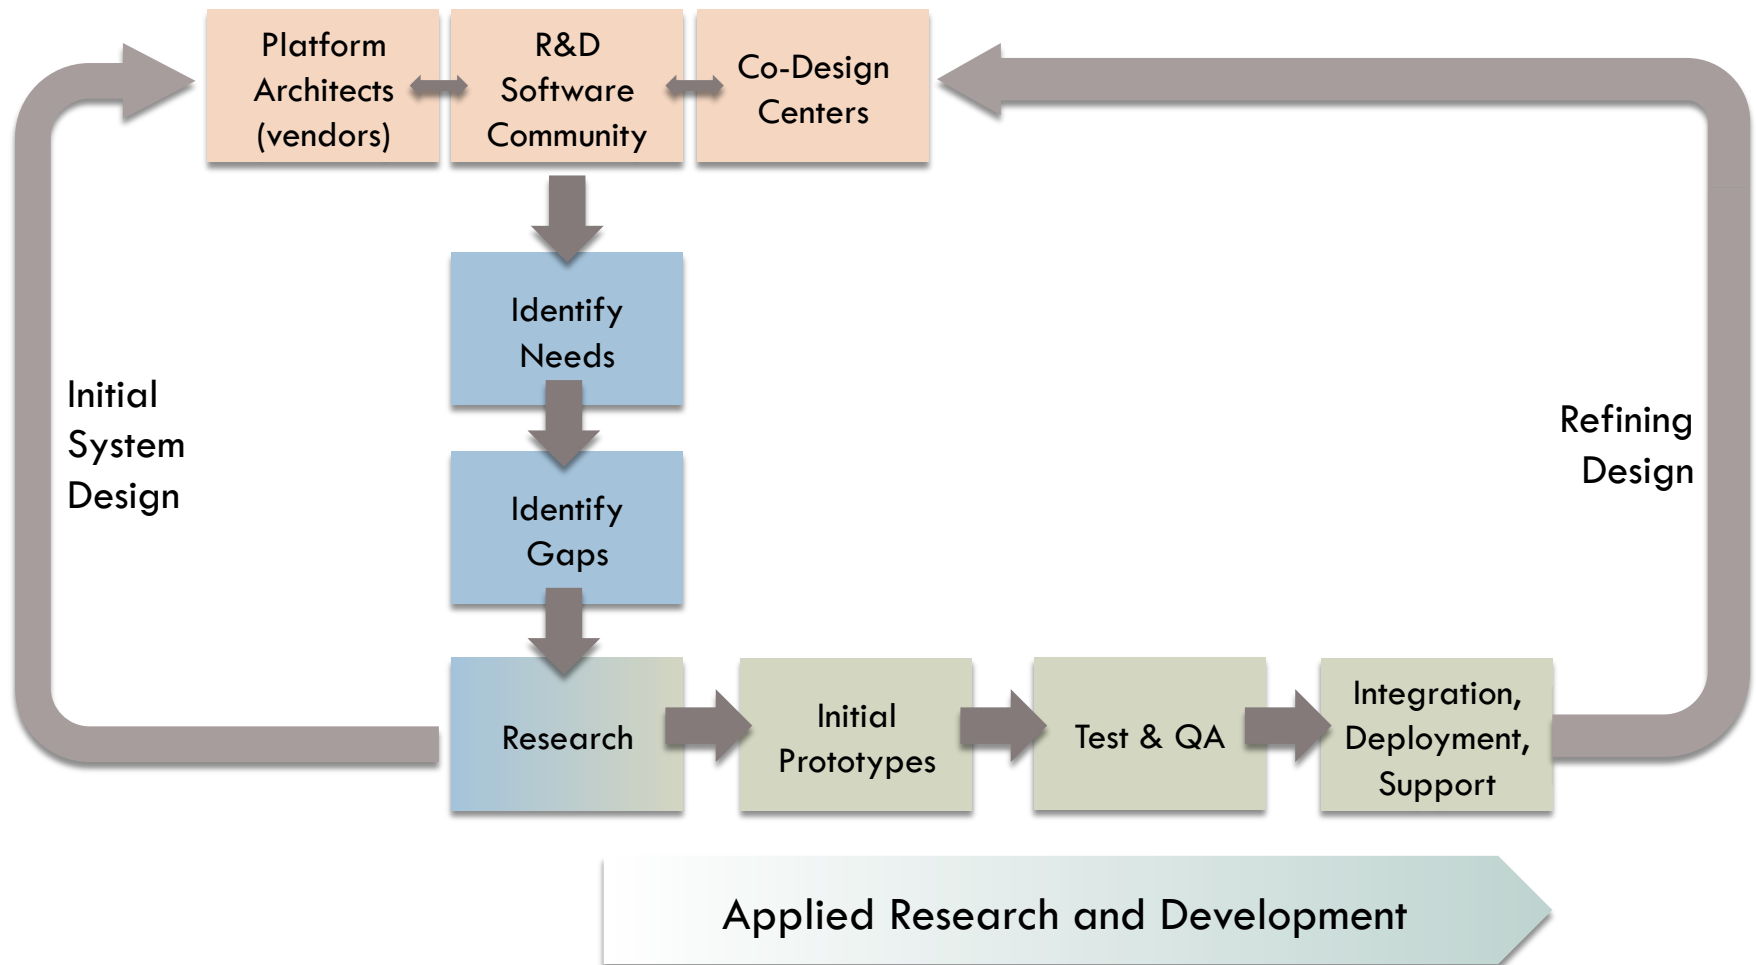 Platform
Architects
(vendors)
R&D
Software
Community
Co-Design
Centers
Identify
Needs
Initial
System
Design
Refining
Design
Identify
Gaps
Research
Initial
Prototypes
Test & QA
Integration,
Deployment,
Support
Applied Research and Development